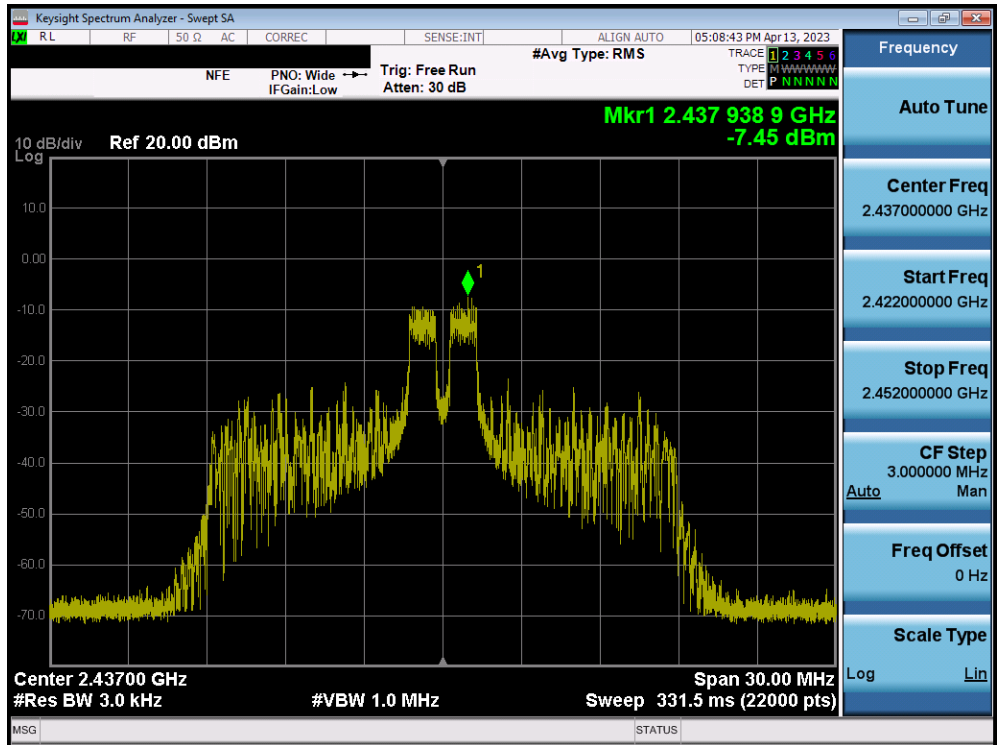 Keysight Spectrum Analyzer - Swept SA
LXI RL RF 50 Ω AC CORREC SENSE:INT ALIGN AUTO 05:08:43 PM Apr 13, 2023
Frequency
#Avg Type: RMS
TRACE 1 2 3 4 5 6
NFE PNO: Wide Trig: Free Run
TYPE M W W W W W
IFGain:Low Atten: 30 dB
DET P N N N N N
Auto Tune
Mkr1 2.437 938 9 GHz
-7.45 dBm
10 dB/div Ref 20.00 dBm
Log
10.0
0.00
-10.0
-20.0
-30.0
-40.0
-50.0
-60.0
-70.0
1
Center Freq
2.437000000 GHz
Start Freq
2.422000000 GHz
Stop Freq
2.452000000 GHz
CF Step
3.000000 MHz
Auto Man
Freq Offset
0 Hz
Scale Type
Log Lin
Center 2.43700 GHz Span 30.00 MHz
#Res BW 3.0 kHz #VBW 1.0 MHz Sweep 331.5 ms (22000 pts)
MSG STATUS